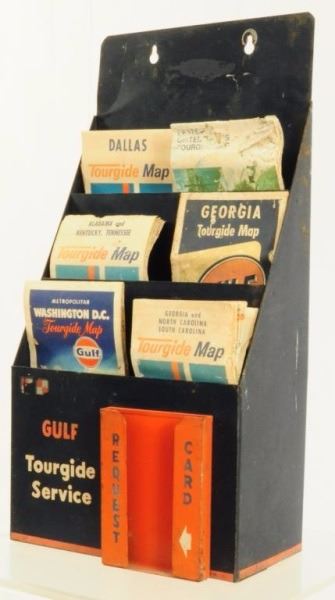 DALLAS
Tourgide Map
GEORGIA
Tourgide Map
ALABAMA and
KENTUCKY, TENNESSEE
Tourgide Map
METROPOLITAN
WASHINGTON D.C.
Tourgide Map
Gulf
GEORGIA and
NORTH CAROLINA
SOUTH CAROLINA
Tourgide Map
GULF
Tourgide
Service
REQUEST
CARD